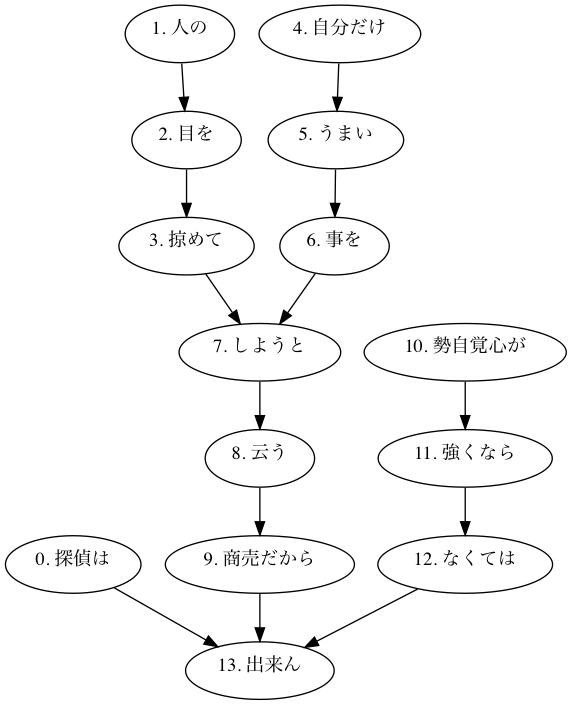 1. 人の
4. 自分だけ
2. 目を
5. うまい
3. 掠めて
6. 事を
7. しようと
10. 勢自覚心が
8. 云う
11. 強くなら
0. 探偵は
9. 商売だから
12. なくては
13. 出来ん